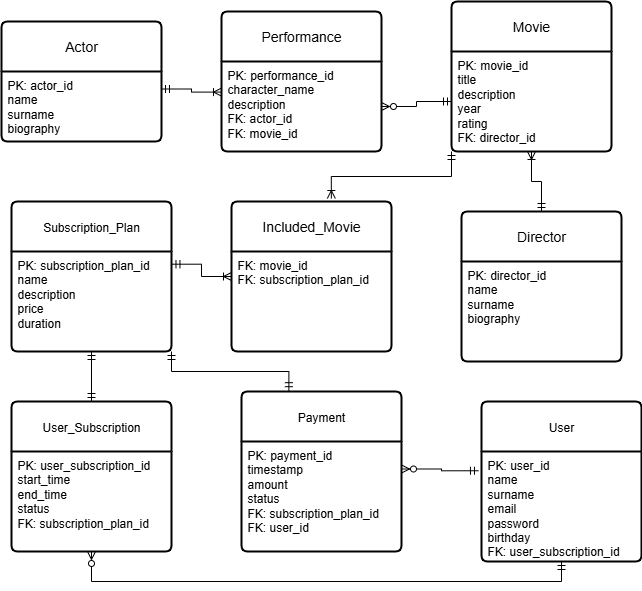 Actor
PK: actor_id
name
surname
biography
Performance
PK: performance_id
character_name
description
FK: actor_id
FK: movie_id
Movie
PK: movie_id
title
description
year
rating
FK: director_id
Subscription_Plan
PK: subscription_plan_id
name
description
price
duration
Included_Movie
FK: movie_id
FK: subscription_plan_id
Director
PK: director_id
name
surname
biography
User_Subscription
PK: user_subscription_id
start_time
end_time
status
FK: subscription_plan_id
Payment
PK: payment_id
timestamp
amount
status
FK: subscription_plan_id
FK: user_id
User
PK: user_id
name
surname
email
password
birthday
FK: user_subscription_id